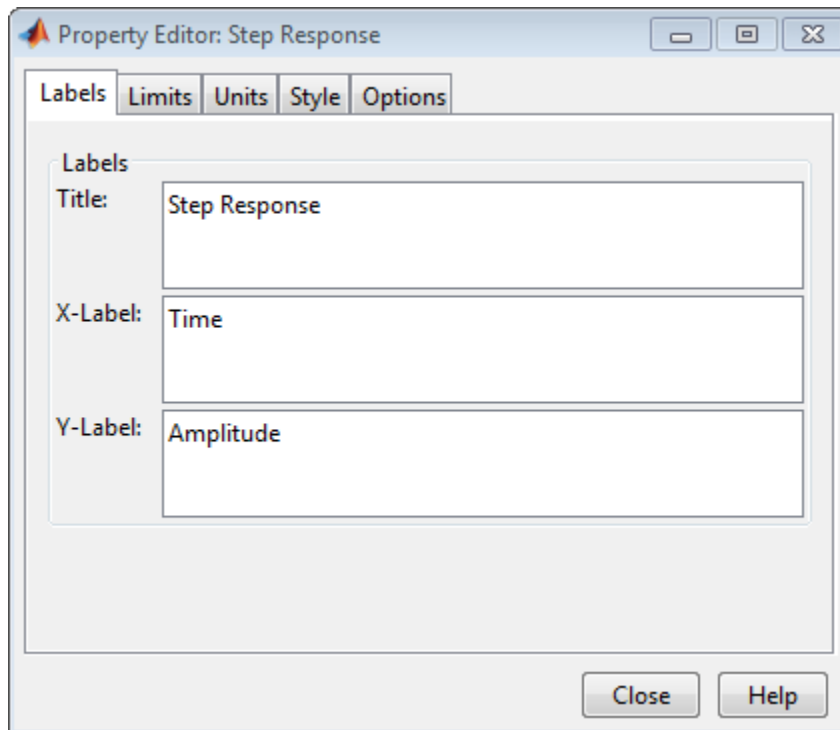 Property Editor: Step Response
Labels Limits Units Style Options
Labels
Title: Step Response
X-Label: Time
Y-Label: Amplitude
Close Help